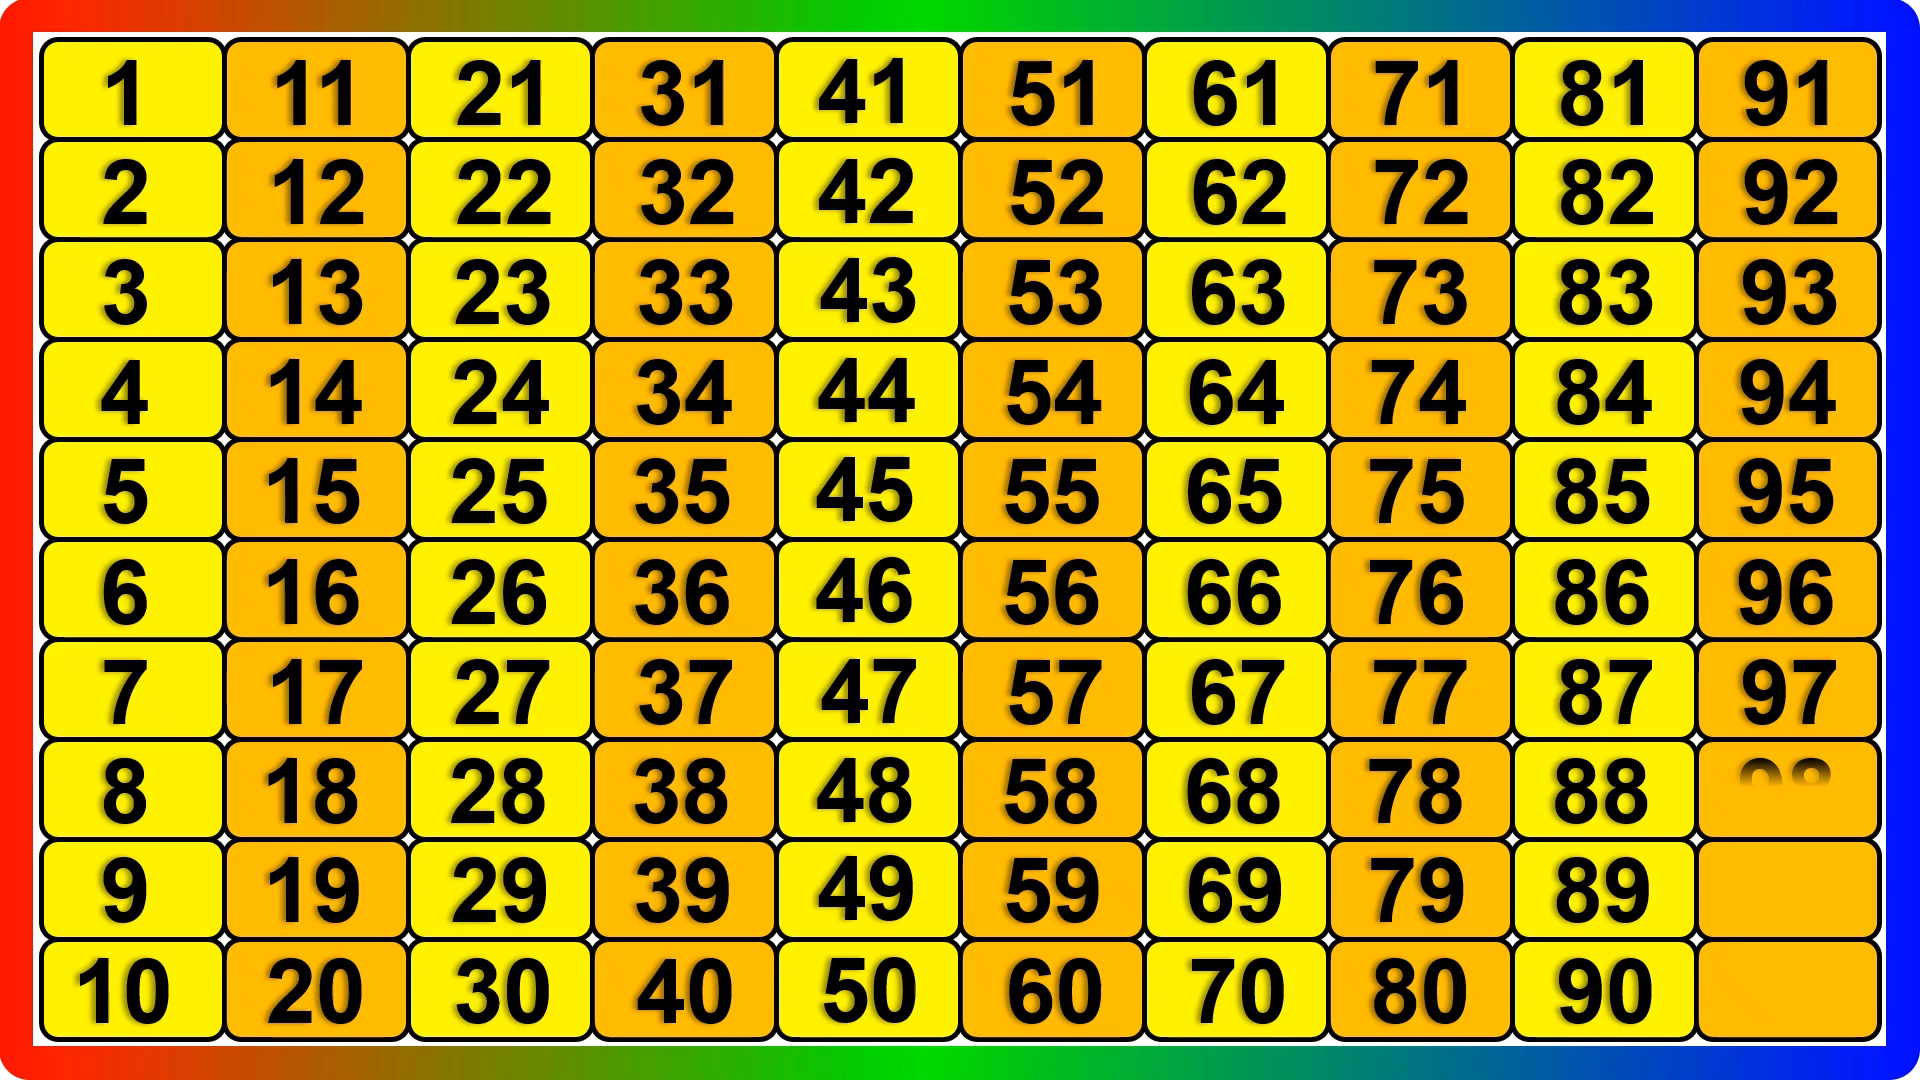 1 11 21 31 41 51 61 71 81 91
2 12 22 32 42 52 62 72 82 92
3 13 23 33 43 53 63 73 83 93
4 14 24 34 44 54 64 74 84 94
5 15 25 35 45 55 65 75 85 95
6 16 26 36 46 56 66 76 86 96
7 17 27 37 47 57 67 77 87 97
8 18 28 38 48 58 68 78 88
9 19 29 39 49 59 69 79 89
10 20 30 40 50 60 70 80 90